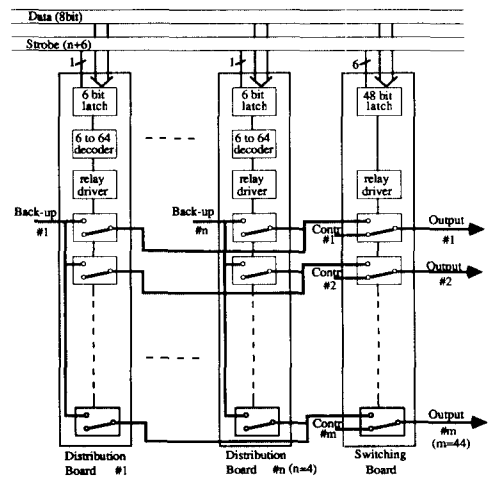 Data (8bit)
Strobe (n+6)
1
1
6
6 bit
latch
6 bit
latch
48 bit
latch
6 to 64
decoder
6 to 64
decoder
relay
driver
relay
driver
relay
driver
Back-up
#1
Back-up
#n
Contr
#1
Output
#1
Contr
#2
Output
#2
Contr
#m
Output
#m
(m=44)
Distribution
Board #1
Distribution
Board #n (n=4)
Switching
Board